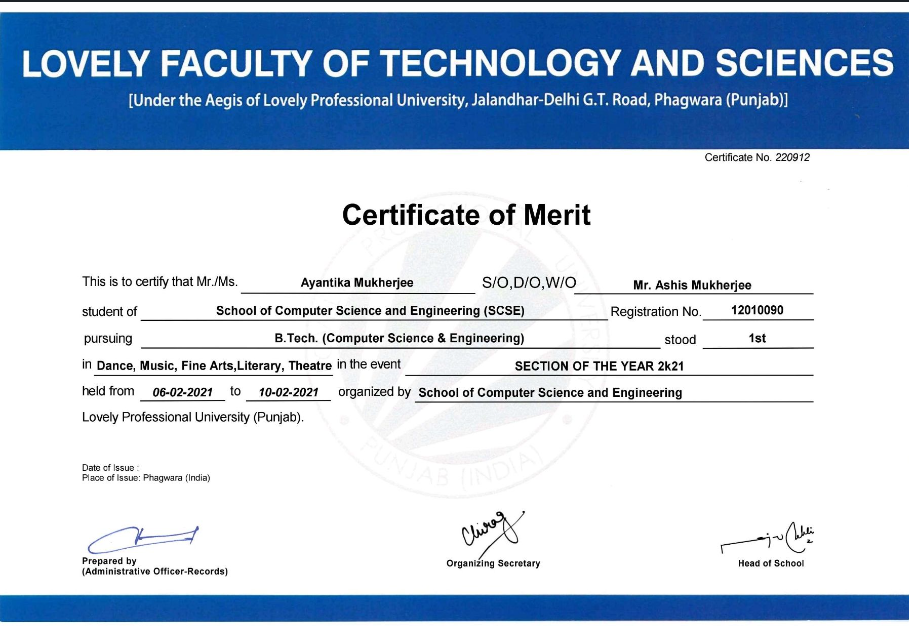 LOVELY FACULTY OF TECHNOLOGY AND SCIENCES
[Under the Aegis of Lovely Professional University, Jalandhar-Delhi G.T. Road, Phagwara (Punjab)]
Certificate No. 220912
Certificate of Merit
This is to certify that Mr./Ms. Ayantika Mukherjee S/O,D/O,W/O Mr. Ashis Mukherjee
student of School of Computer Science and Engineering (SCSE) Registration No. 12010090
pursuing B.Tech. (Computer Science & Engineering) stood 1st
in Dance, Music, Fine Arts,Literary, Theatre in the event SECTION OF THE YEAR 2k21
held from 06-02-2021 to 10-02-2021 organized by School of Computer Science and Engineering
Lovely Professional University (Punjab).
PUNJAB (INDIA)
Date of Issue :
Place of Issue: Phagwara (India)
Chirag
Prepared by
(Administrative Officer-Records)
Organizing Secretary
Head of School